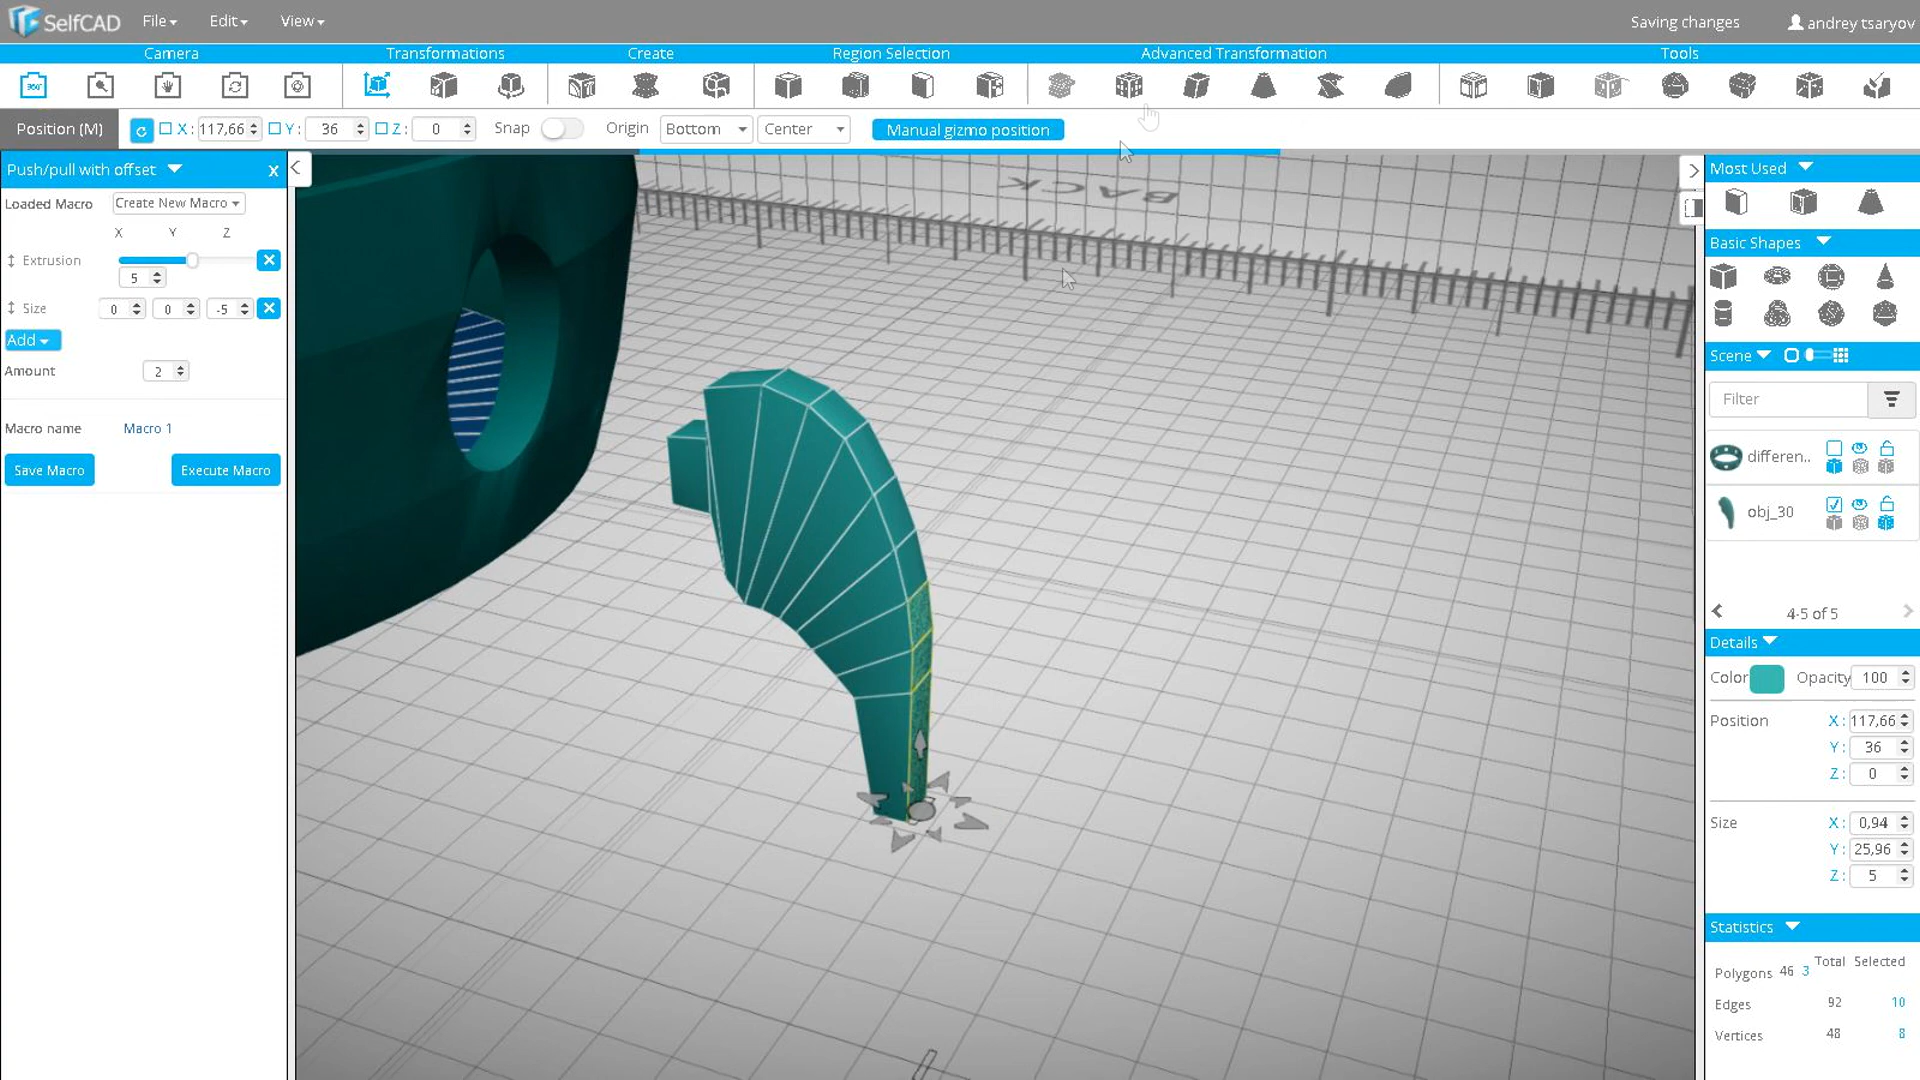 SelfCAD File Edit View Saving changes andrey tsaryov
Camera Transformations Create Region Selection Advanced Transformation Tools
360°
Position (M) X : 117,66 Y : 36 Z : 0 Snap Origin Bottom Center Manual gizmo position
Push/pull with offset x
Loaded Macro Create New Macro
X Y Z
Extrusion
5
Size 0 0 -5
Add
Amount 2
Macro name Macro 1
Save Macro Execute Macro
BACK
Most Used
Basic Shapes
Scene
Filter
differen..
obj_30
4-5 of 5
Details
Color Opacity 100
Position X : 117,66
Y : 36
Z : 0
Size X : 0,94
Y : 25,96
Z : 5
Statistics
Total Selected
Polygons 46 3
Edges 92 10
Vertices 48 8